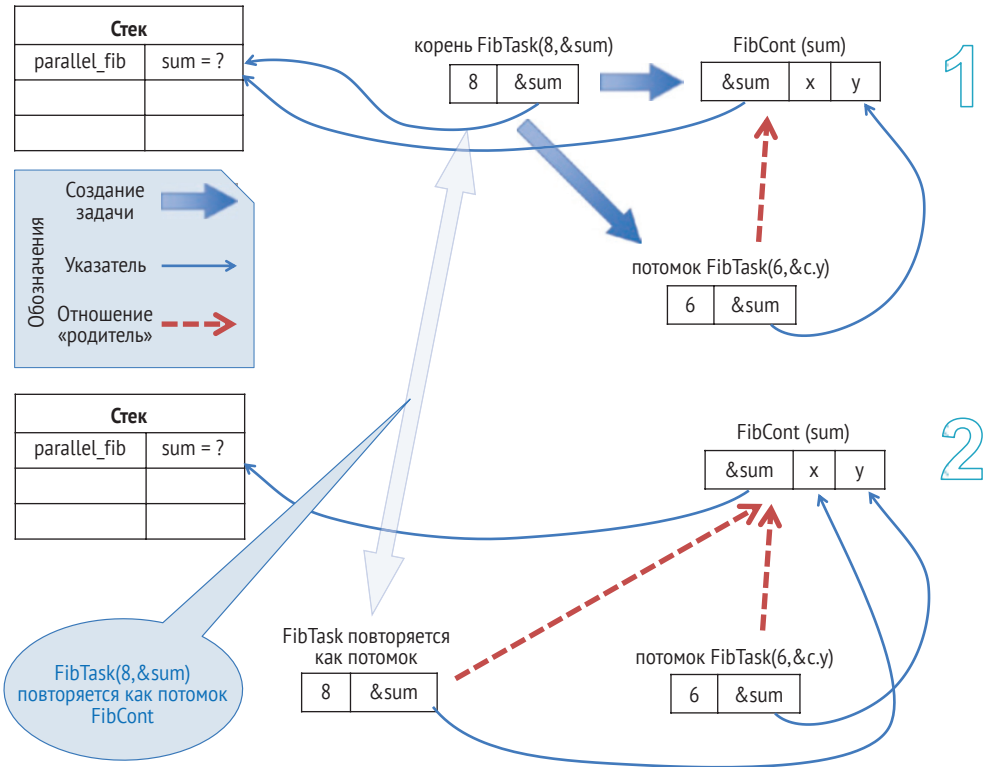 Стек
parallel_fib sum = ?
корень FibTask(8,&sum)
8 &sum
FibCont (sum)
&sum x y
1
Обозначения
Создание
задачи
Указатель
Отношение
«родитель»
потомок FibTask(6,&c.y)
6 &sum
Стек
parallel_fib sum = ?
FibCont (sum)
&sum x y
2
FibTask повторяется
как потомок
8 &sum
потомок FibTask(6,&c.y)
6 &sum
FibTask(8,&sum)
повторяется как потомок
FibCont